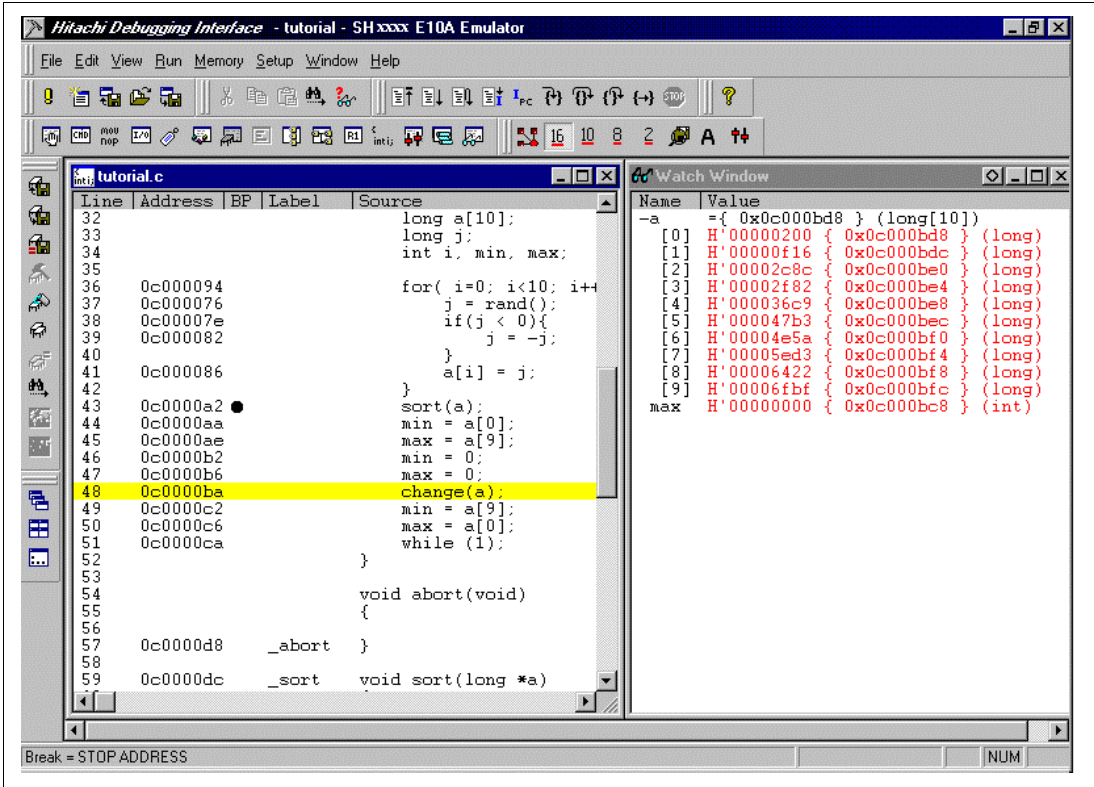 Hitachi Debugging Interface - tutorial - SH xxxx E10A Emulator
File Edit View Run Memory Setup Window Help
16 10 8 2 A
tutorial.c
Line Address BP Label Source
32 long a[10];
33 long j;
34 int i, min, max;
35
36 0c000094 for( i=0; i<10; i++
37 0c000076 j = rand();
38 0c00007e if(j < 0){
39 0c000082 j = -j;
40 }
41 0c000086 a[i] = j;
42 }
43 0c0000a2 sort(a);
44 0c0000aa min = a[0];
45 0c0000ae max = a[9];
46 0c0000b2 min = 0;
47 0c0000b6 max = 0;
48 0c0000ba change(a);
49 0c0000c2 min = a[9];
50 0c0000c6 max = a[0];
51 0c0000ca while (1);
52 }
53
54 void abort(void)
55 {
56
57 0c0000d8 _abort }
58
59 0c0000dc _sort void sort(long *a)
Watch Window
Name Value
-a ={ 0x0c000bd8 } (long[10])
[0] H'00000200 { 0x0c000bd8 } (long)
[1] H'00000f16 { 0x0c000bdc } (long)
[2] H'00002c8c { 0x0c000be0 } (long)
[3] H'00002f82 { 0x0c000be4 } (long)
[4] H'000036c9 { 0x0c000be8 } (long)
[5] H'000047b3 { 0x0c000bec } (long)
[6] H'00004e5a { 0x0c000bf0 } (long)
[7] H'00005ed3 { 0x0c000bf4 } (long)
[8] H'00006422 { 0x0c000bf8 } (long)
[9] H'00006fbf { 0x0c000bfc } (long)
max H'00000000 { 0x0c000bc8 } (int)
Break = STOP ADDRESS
NUM